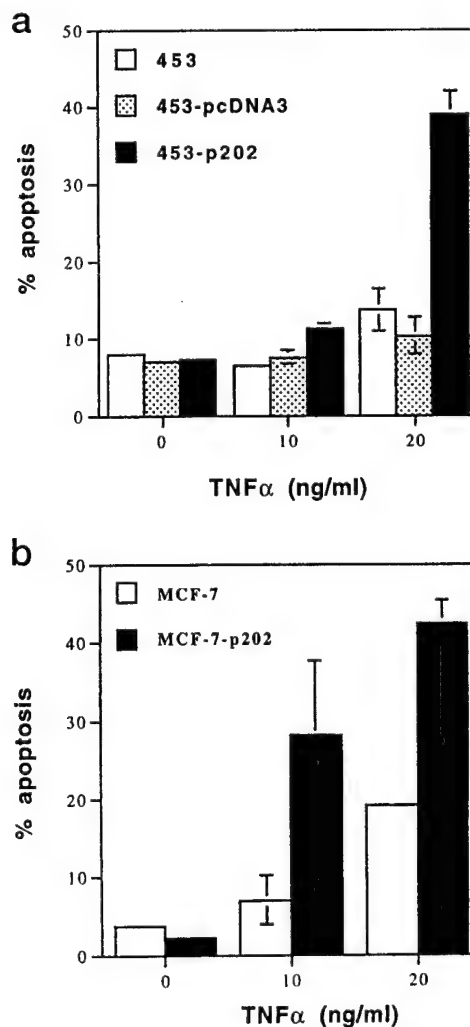 a
50
40
30
20
10
0
% apoptosis
453
453-pcDNA3
453-p202
0 10 20
TNFα (ng/ml)
b
50
40
30
20
10
0
% apoptosis
MCF-7
MCF-7-p202
0 10 20
TNFα (ng/ml)